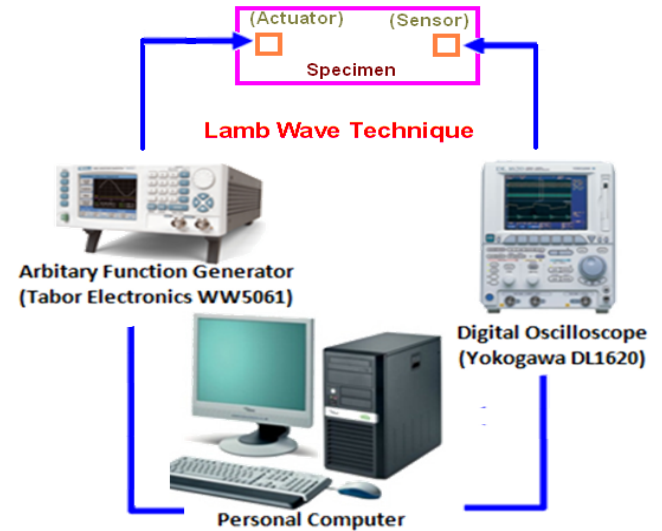 (Actuator) (Sensor)
Specimen
Lamb Wave Technique
Arbitary Function Generator
(Tabor Electronics WW5061)
Digital Oscilloscope
(Yokogawa DL1620)
Personal Computer